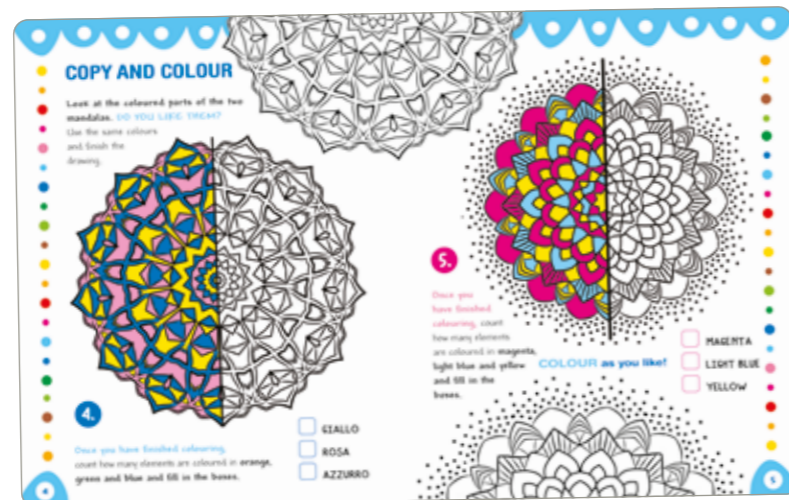 COPY AND COLOUR
Look at the coloured parts of the two
mandalas. DO YOU LIKE THEM?
Use the same colours
and finish the
drawing.
4.
Once you have finished colouring,
count how many elements are coloured in orange,
green and blue and fill in the boxes.
GIALLO
ROSA
AZZURRO
4
5.
Once you
have finished
colouring, count
how many elements
are coloured in magenta,
light blue and yellow
and fill in the
boxes.
COLOUR as you like!
MAGENTA
LIGHT BLUE
YELLOW
5